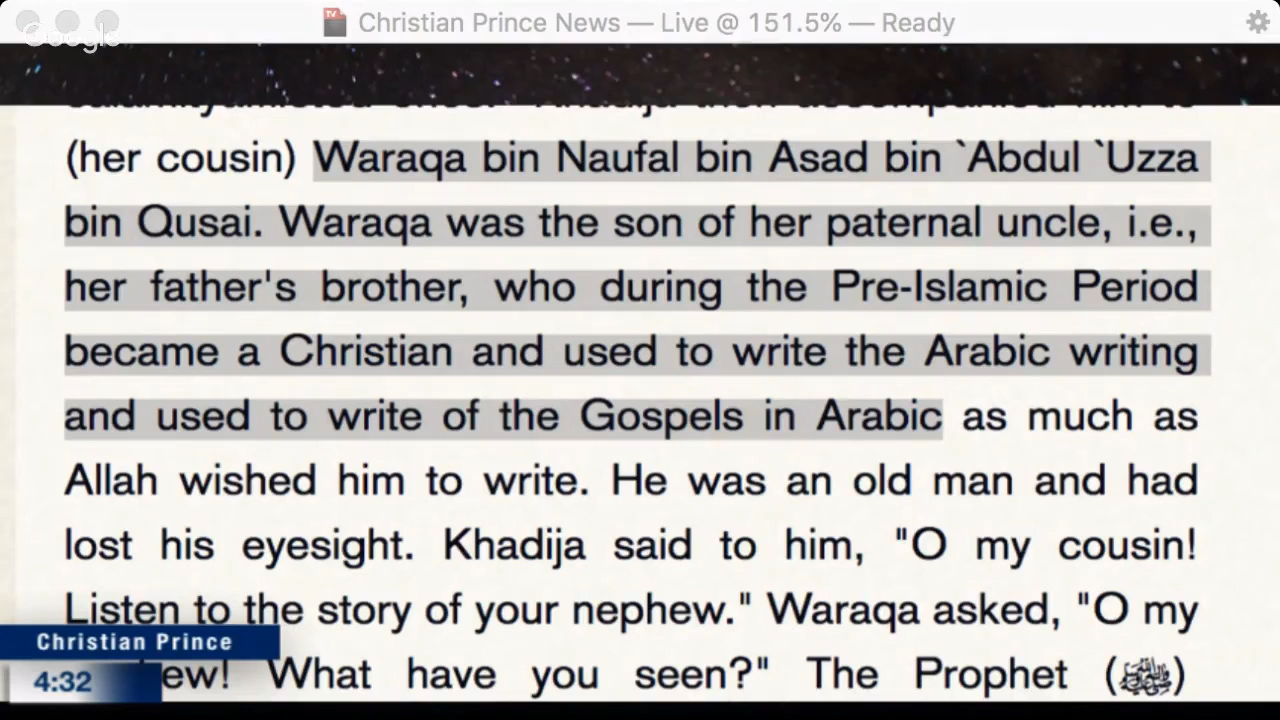 Christian Prince News — Live @ 151.5% — Ready
Google
(her cousin) Waraqa bin Naufal bin Asad bin `Abdul `Uzza
bin Qusai. Waraqa was the son of her paternal uncle, i.e.,
her father's brother, who during the Pre-Islamic Period
became a Christian and used to write the Arabic writing
and used to write of the Gospels in Arabic as much as
Allah wished him to write. He was an old man and had
lost his eyesight. Khadija said to him, "O my cousin!
Listen to the story of your nephew." Waraqa asked, "O my
ew! What have you seen?" The Prophet (ﷺ)
Christian Prince
4:32